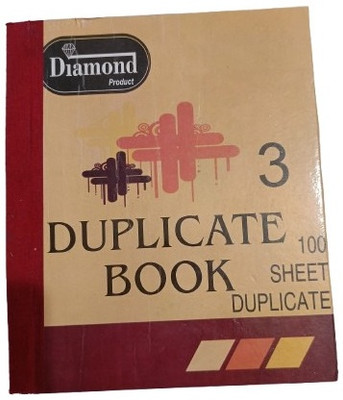 Diamond
Product
3
DUPLICATE
BOOK
100
SHEET
DUPLICATE